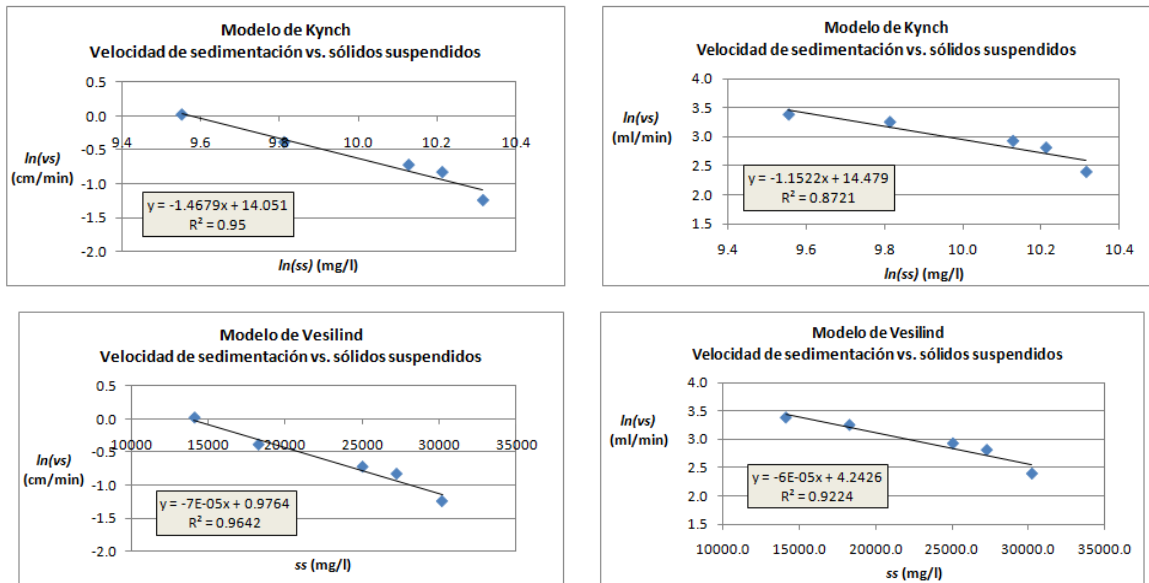 Modelo de Kynch
Velocidad de sedimentación vs. sólidos suspendidos
0.5
0.0
-0.5
-1.0
-1.5
-2.0
9.4
9.6
9.8
10.0
10.2
10.4
ln(vs)
(cm/min)
y = -1.4679x + 14.051
R² = 0.95
ln(ss) (mg/l)
Modelo de Kynch
Velocidad de sedimentación vs. sólidos suspendidos
4.0
3.5
3.0
2.5
2.0
1.5
ln(vs)
(ml/min)
y = -1.1522x + 14.479
R² = 0.8721
9.4
9.6
9.8
10.0
10.2
10.4
ln(ss) (mg/l)
Modelo de Vesilind
Velocidad de sedimentación vs. sólidos suspendidos
0.5
0.0
-0.5
-1.0
-1.5
-2.0
10000
15000
20000
25000
30000
35000
ln(vs)
(cm/min)
y = -7E-05x + 0.9764
R² = 0.9642
ss (mg/l)
Modelo de Vesilind
Velocidad de sedimentación vs. sólidos suspendidos
4.0
3.5
3.0
2.5
2.0
1.5
ln(vs)
(ml/min)
y = -6E-05x + 4.2426
R² = 0.9224
10000.0
15000.0
20000.0
25000.0
30000.0
35000.0
ss (mg/l)